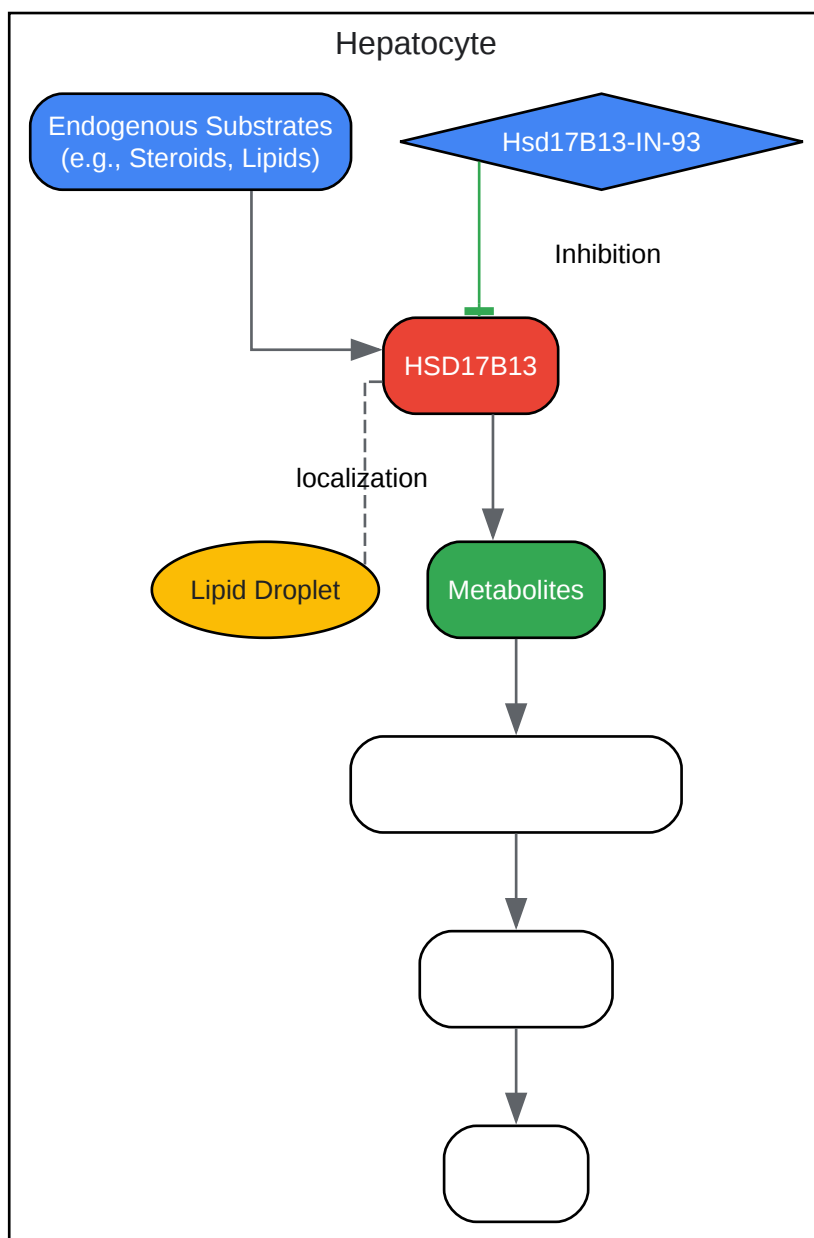 Hepatocyte
Endogenous Substrates
(e.g., Steroids, Lipids)
Hsd17B13-IN-93
Inhibition
HSD17B13
localization
Lipid Droplet
Metabolites